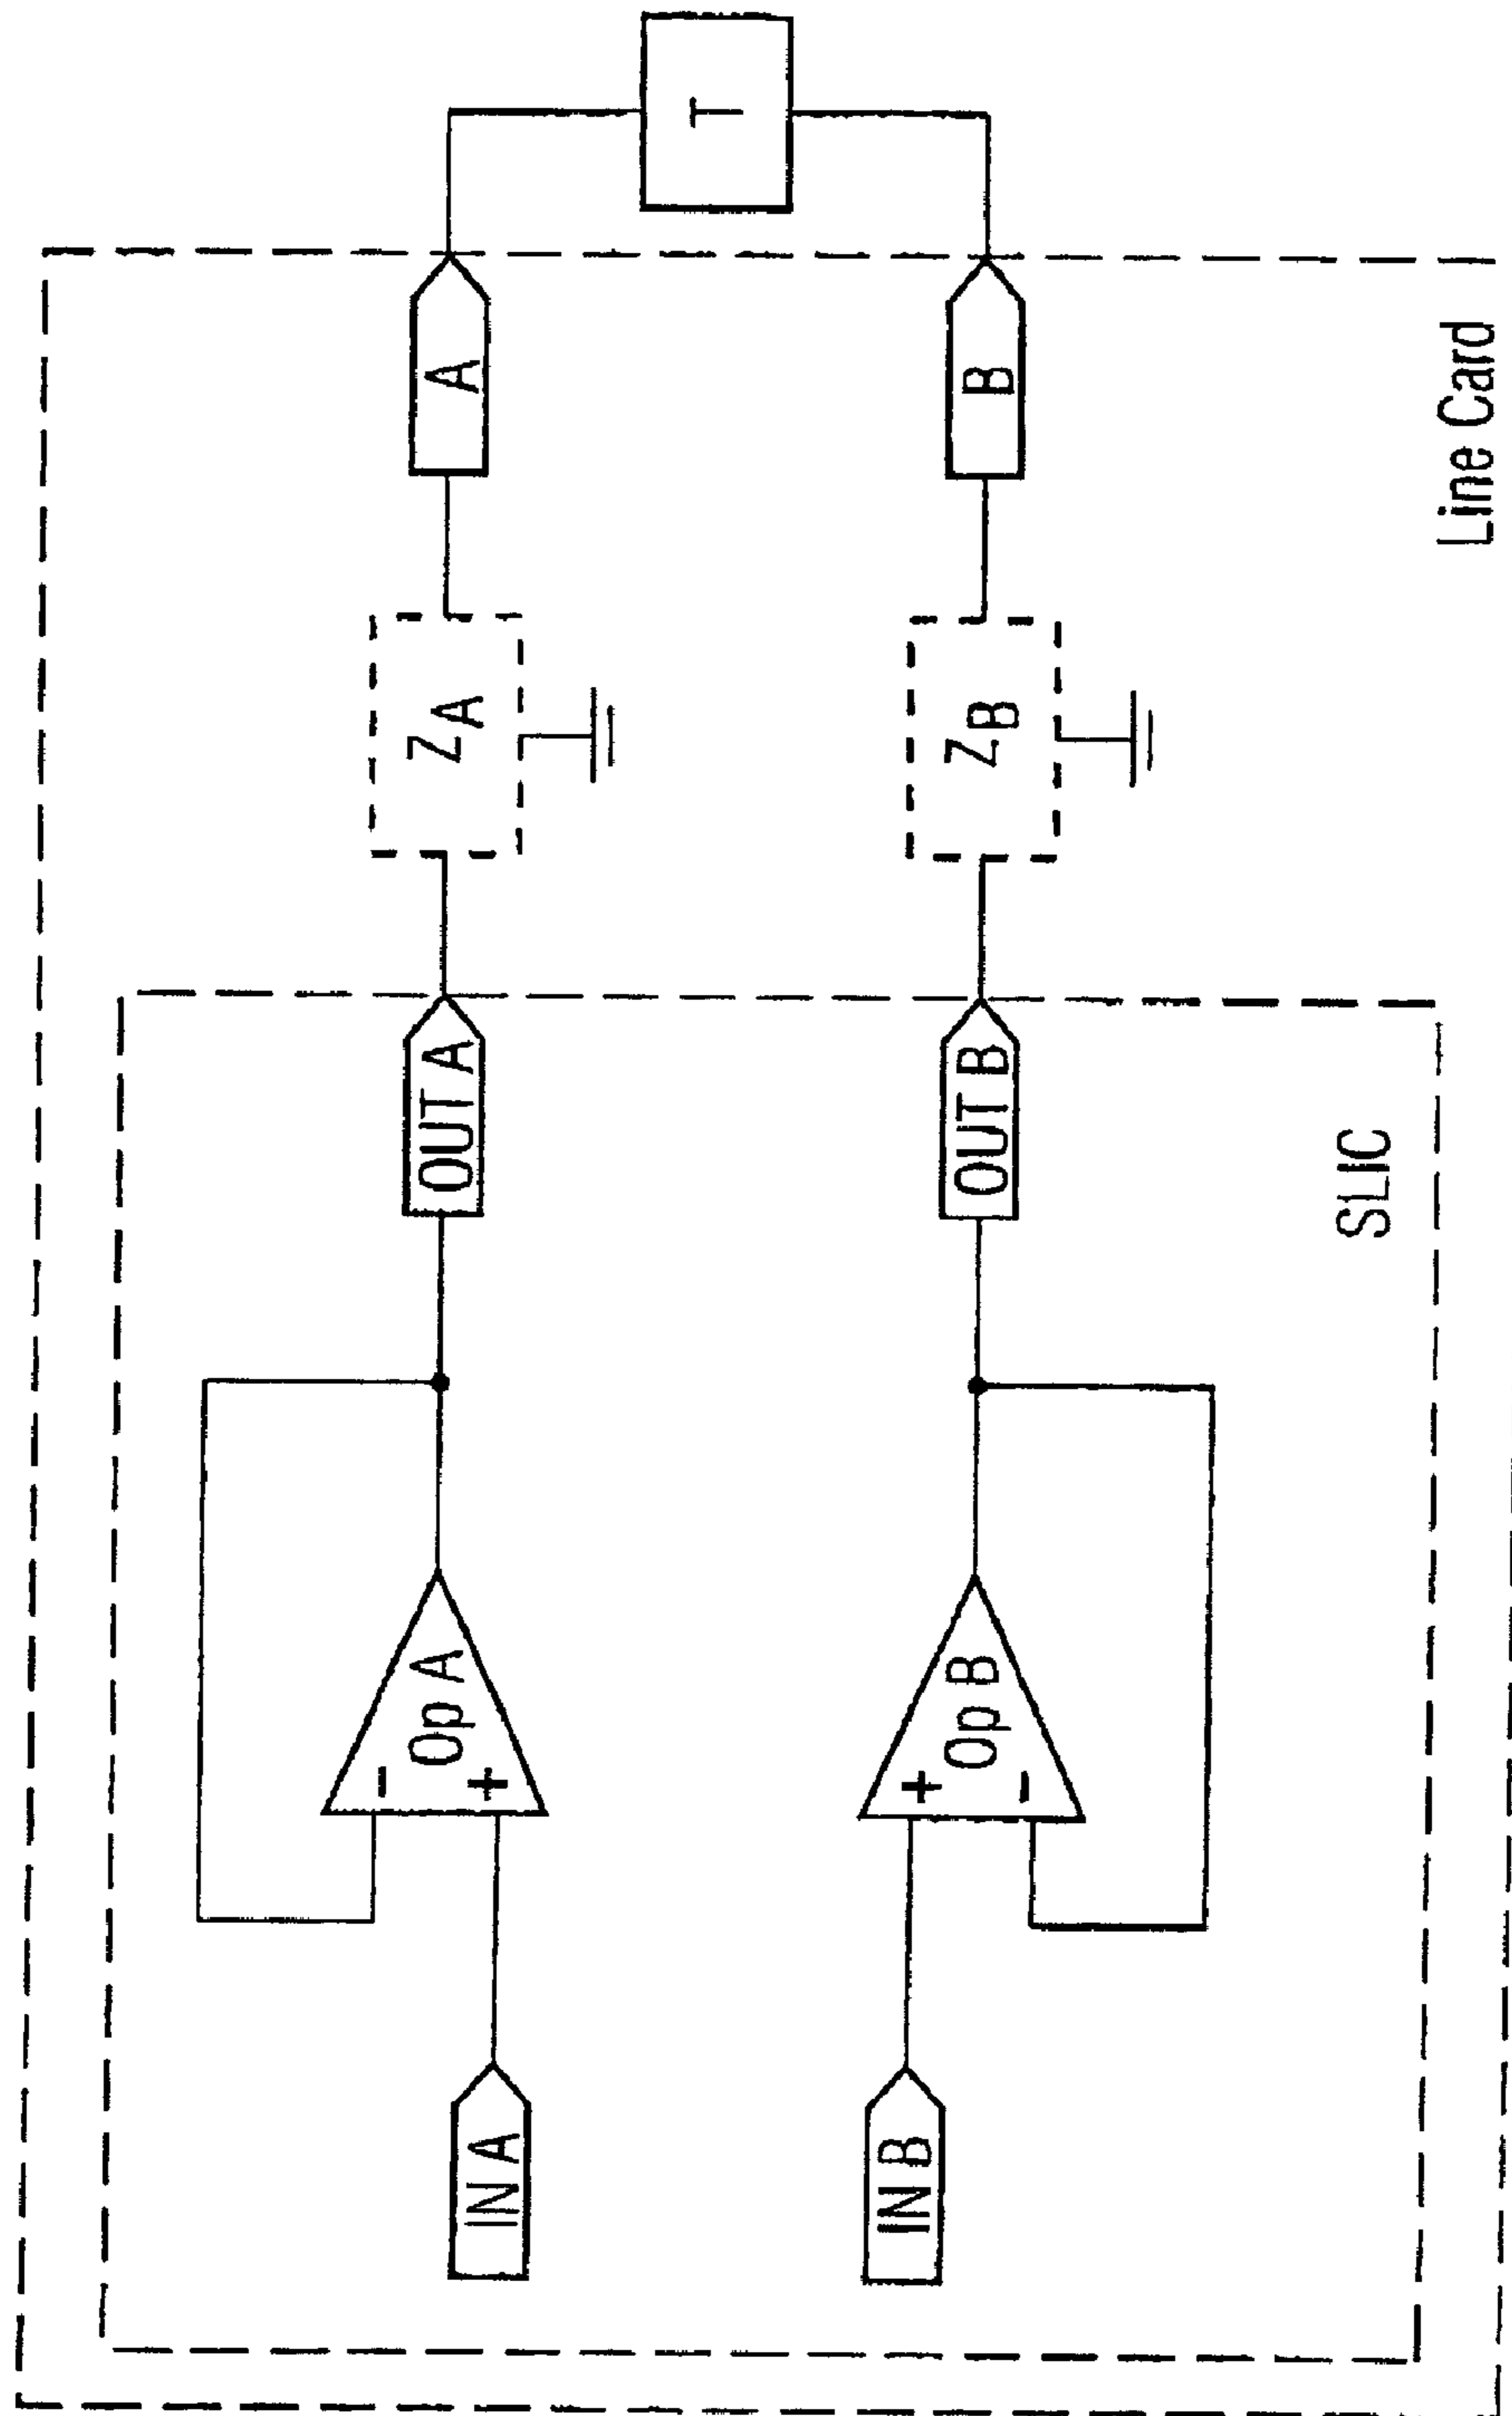 IN A
- Op A +
OUT A
Z_A
A
T
IN B
+ Op B -
OUT B
Z_B
B
SLIC
Line Card